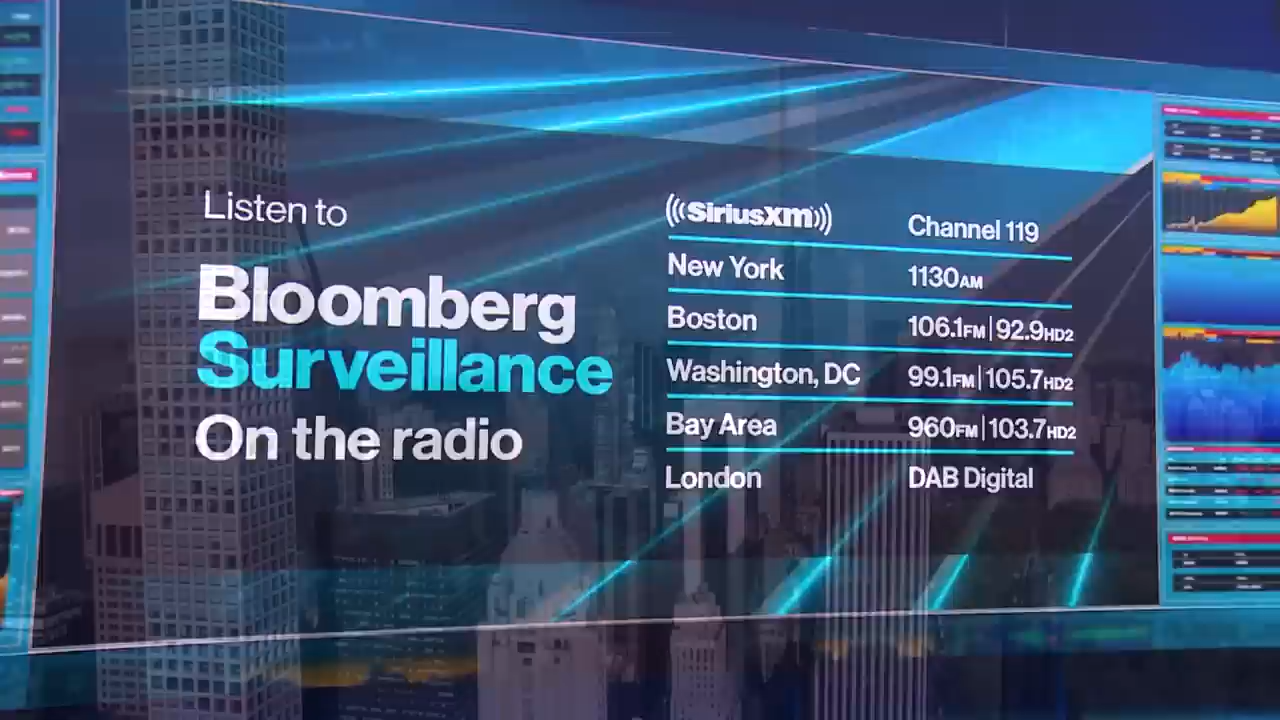 Listen to
Bloomberg
Surveillance
On the radio
SiriusXM Channel 119
New York 1130AM
Boston 106.1FM|92.9HD2
Washington, DC 99.1FM|105.7HD2
Bay Area 960FM|103.7HD2
London DAB Digital